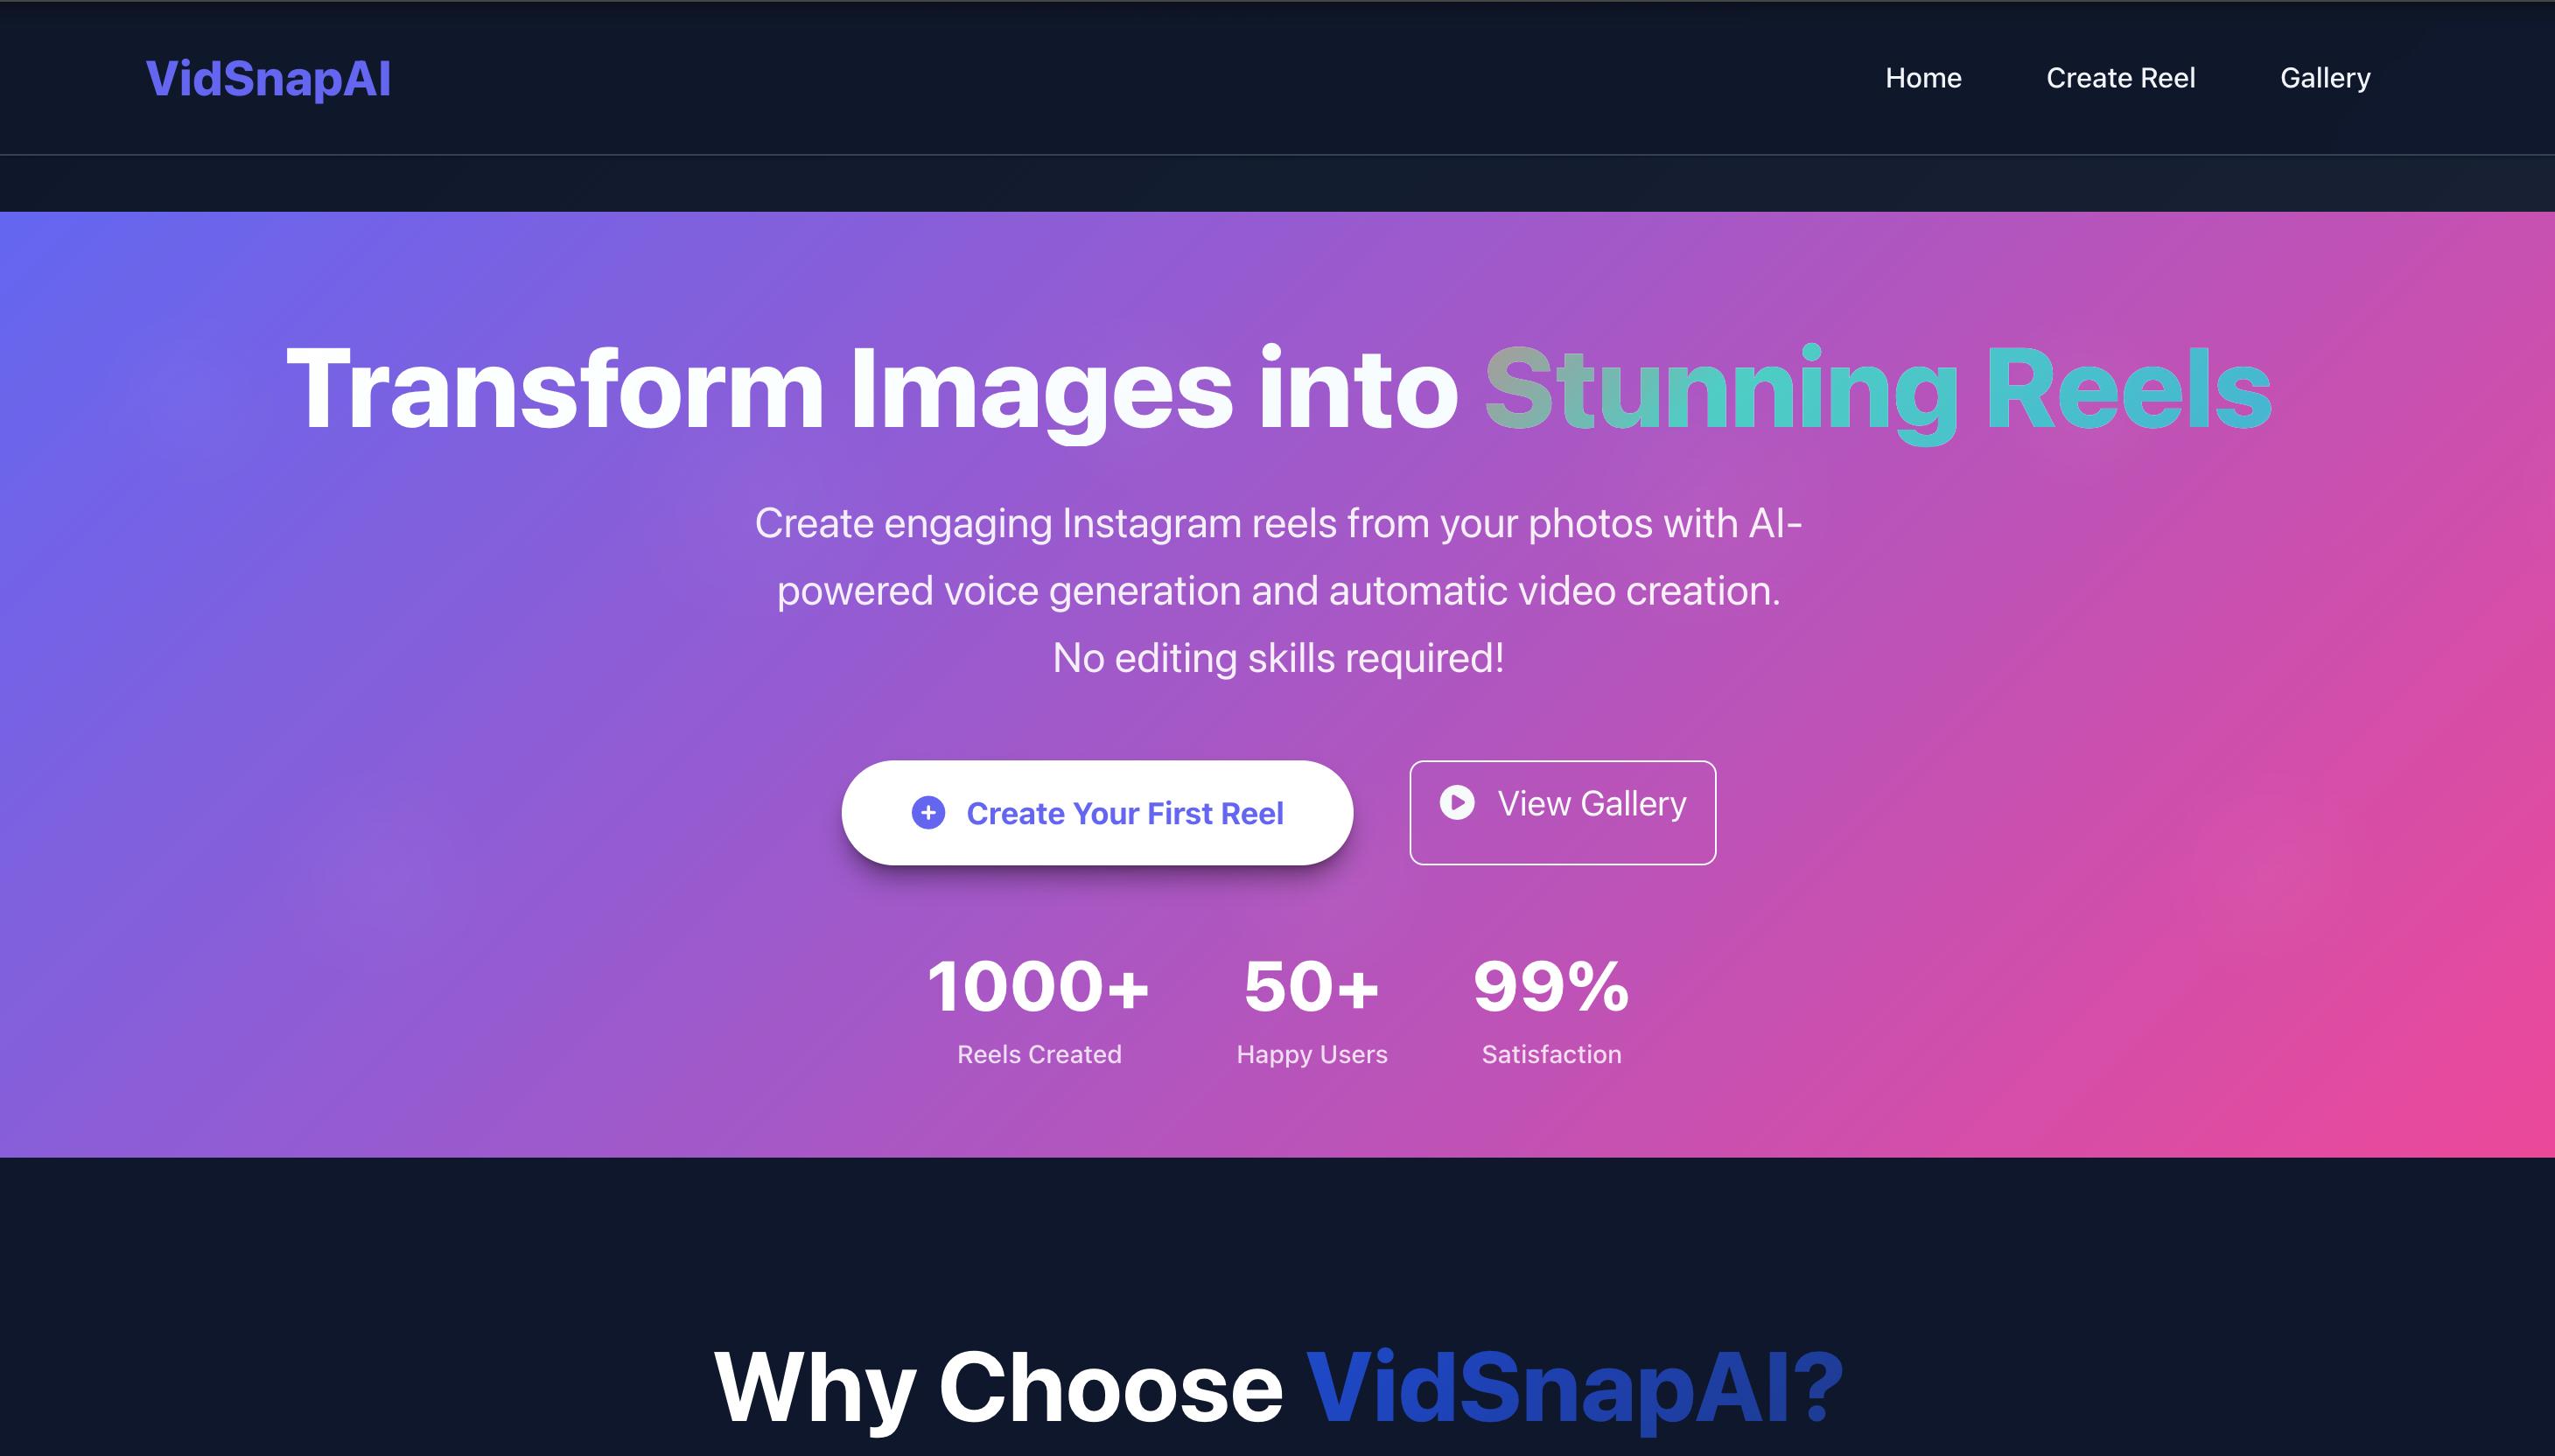 VidSnapAI
Home Create Reel Gallery
Transform Images into Stunning Reels
Create engaging Instagram reels from your photos with AI-
powered voice generation and automatic video creation.
No editing skills required!
Create Your First Reel
View Gallery
1000+ 50+ 99%
Reels Created Happy Users Satisfaction
Why Choose VidSnapAI?